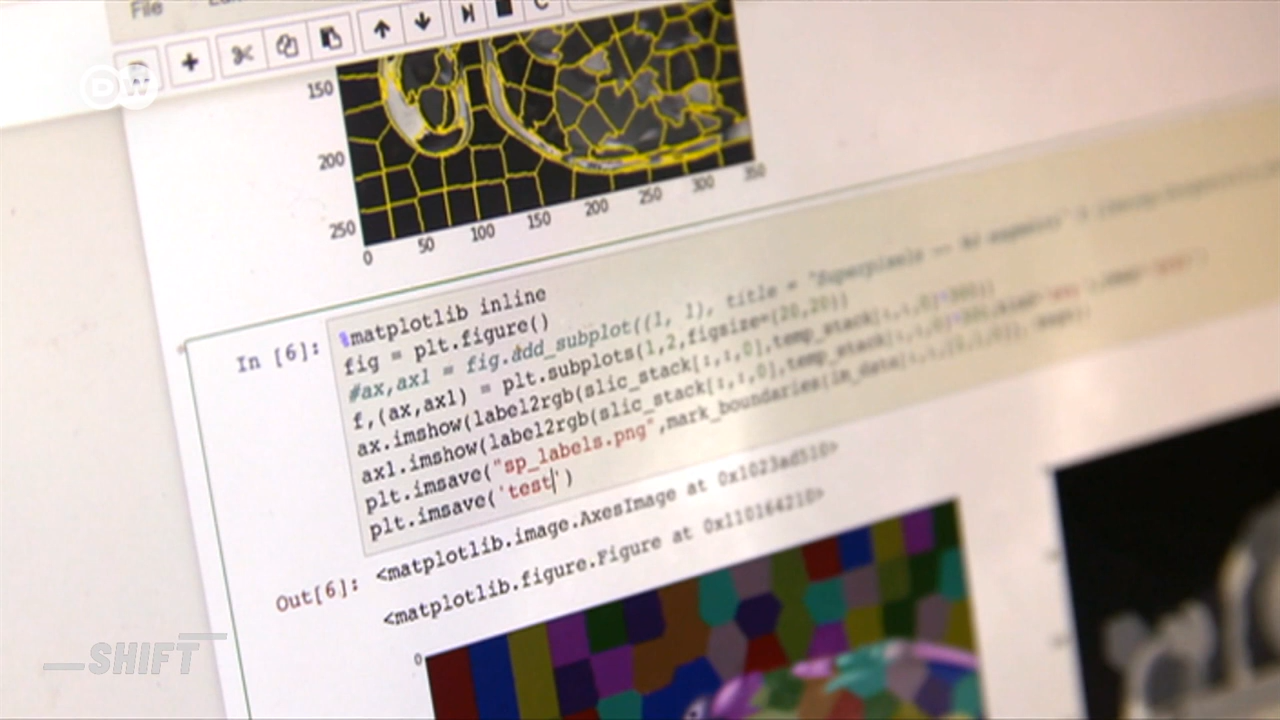 File
DW
150
200
250
0 50 100 150 200 250 300 350
In [6]:
%matplotlib inline
fig = plt.figure()
#ax,ax1 = fig.add_subplot((1, 1), title = "Superpixels --
f,(ax,ax1) = plt.subplots(1,2,figsize=(20,20))
ax.imshow(label2rgb(slic_stack[:,:,0],temp_stack[:,:,0]
ax1.imshow(label2rgb(slic_stack[:,:,0],temp_stack[:,:,0]
plt.imsave("sp_labels.png",mark_boundaries(im_data[:,:,
plt.imsave('test')
<matplotlib.image.AxesImage at 0x1023ad510>
Out[6]:
<matplotlib.figure.Figure at 0x110164210>
0
SHIFT